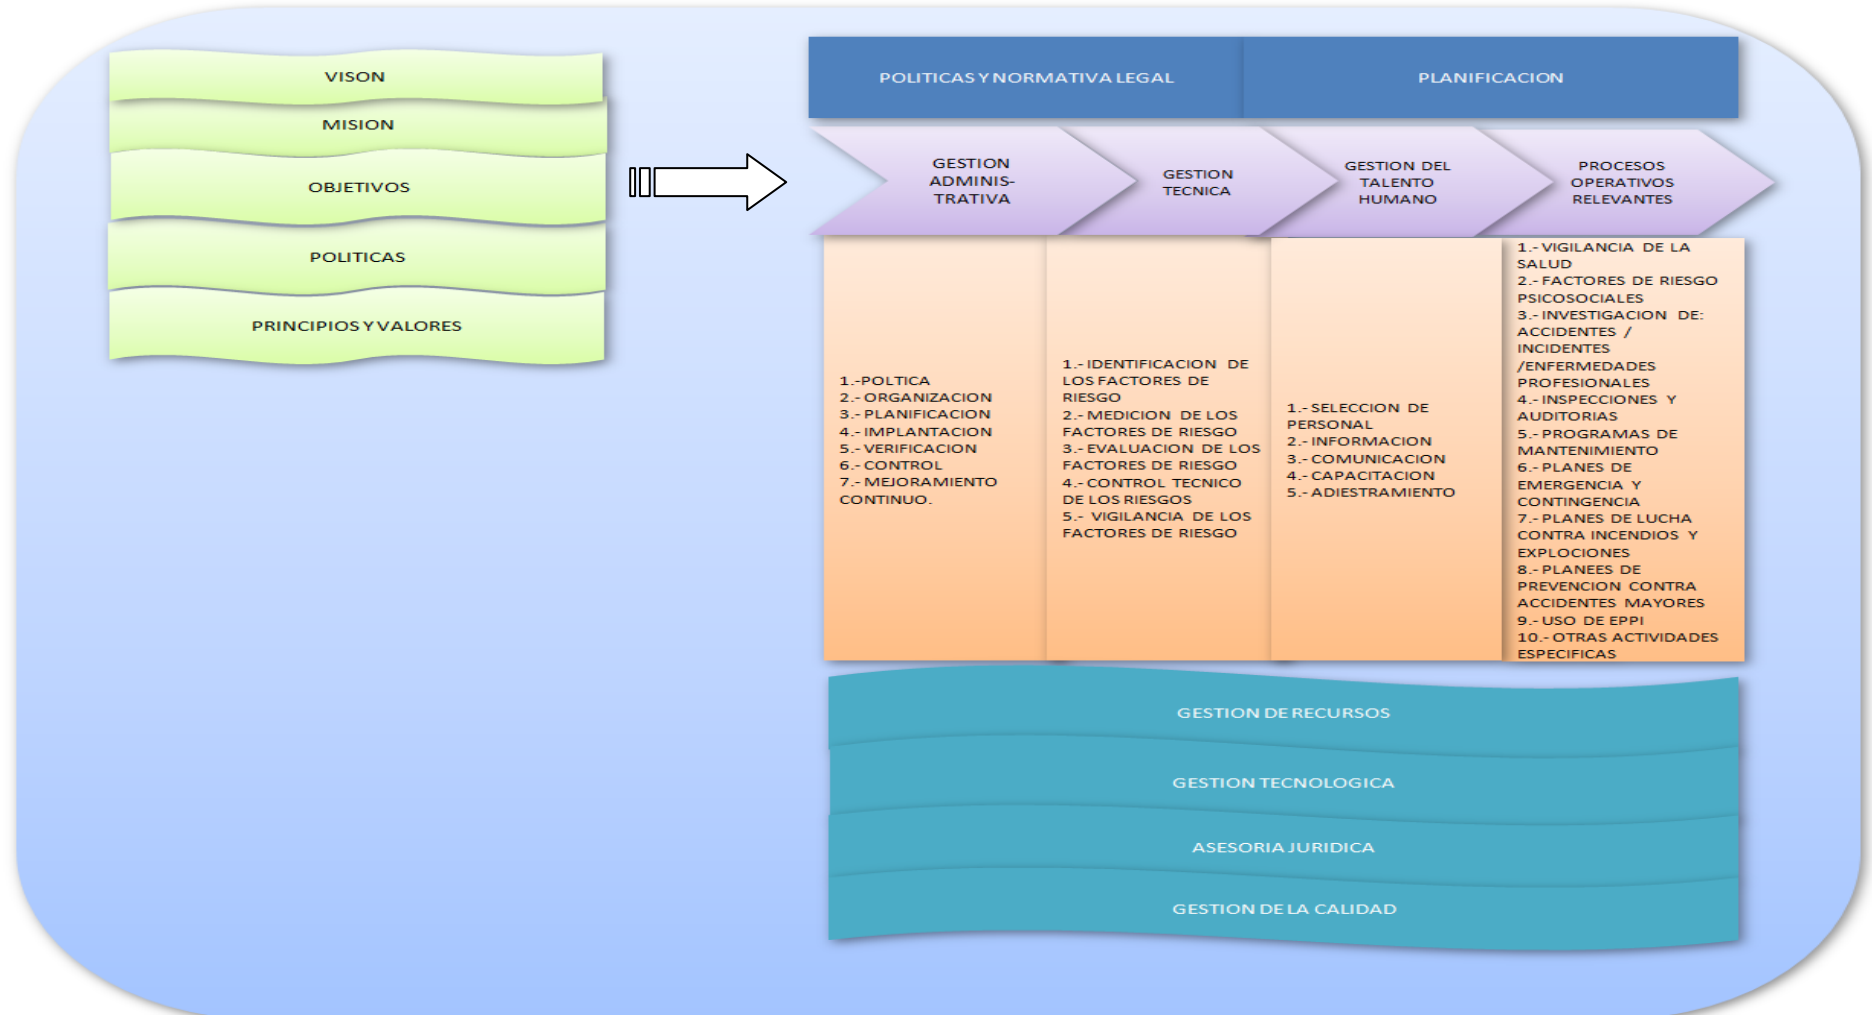 VISON
MISION
OBJETIVOS
POLITICAS
PRINCIPIOS Y VALORES
POLITICAS Y NORMATIVA LEGAL
PLANIFICACION
GESTION
ADMINIS-
TRATIVA
GESTION
TECNICA
GESTION DEL
TALENTO
HUMANO
PROCESOS
OPERATIVOS
RELEVANTES
1.-POLTICA
2.- ORGANIZACION
3.- PLANIFICACION
4.- IMPLANTACION
5.- VERIFICACION
6.- CONTROL
7.- MEJORAMIENTO
CONTINUO.
1.- IDENTIFICACION DE
LOS FACTORES DE
RIESGO
2.- MEDICION DE LOS
FACTORES DE RIESGO
3.- EVALUACION DE LOS
FACTORES DE RIESGO
4.- CONTROL TECNICO
DE LOS RIESGOS
5.- VIGILANCIA DE LOS
FACTORES DE RIESGO
1.- SELECCION DE
PERSONAL
2.- INFORMACION
3.- COMUNICACION
4.- CAPACITACION
5.- ADIESTRAMIENTO
1.- VIGILANCIA DE LA
SALUD
2.- FACTORES DE RIESGO
PSICOSOCIALES
3.- INVESTIGACION DE:
ACCIDENTES /
INCIDENTES
/ENFERMEDADES
PROFESIONALES
4.- INSPECCIONES Y
AUDITORIAS
5.- PROGRAMAS DE
MANTENIMIENTO
6.- PLANES DE
EMERGENCIA Y
CONTINGENCIA
7.- PLANES DE LUCHA
CONTRA INCENDIOS Y
EXPLOCIONES
8.- PLANEES DE
PREVENCION CONTRA
ACCIDENTES MAYORES
9.- USO DE EPPI
10.- OTRAS ACTIVIDADES
ESPECIFICAS
GESTION DE RECURSOS
GESTION TECNOLOGICA
ASESORIA JURIDICA
GESTION DE LA CALIDAD